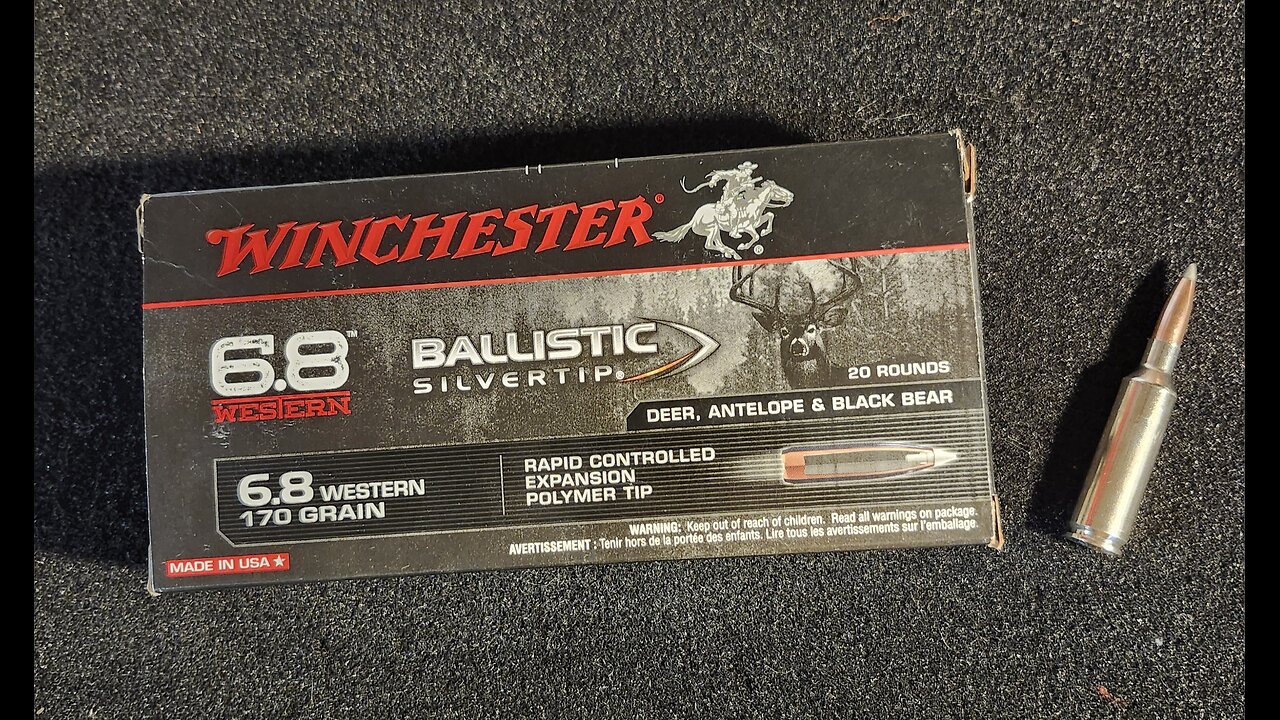 WINCHESTER®
®
6.8™
WESTERN
BALLISTIC
SILVERTIP®
20 ROUNDS
DEER, ANTELOPE & BLACK BEAR
6.8 WESTERN
170 GRAIN
RAPID CONTROLLED
EXPANSION
POLYMER TIP
WARNING: Keep out of reach of children. Read all warnings on package.
AVERTISSEMENT : Tenir hors de la portée des enfants. Lire tous les avertissements sur l'emballage.
MADE IN USA